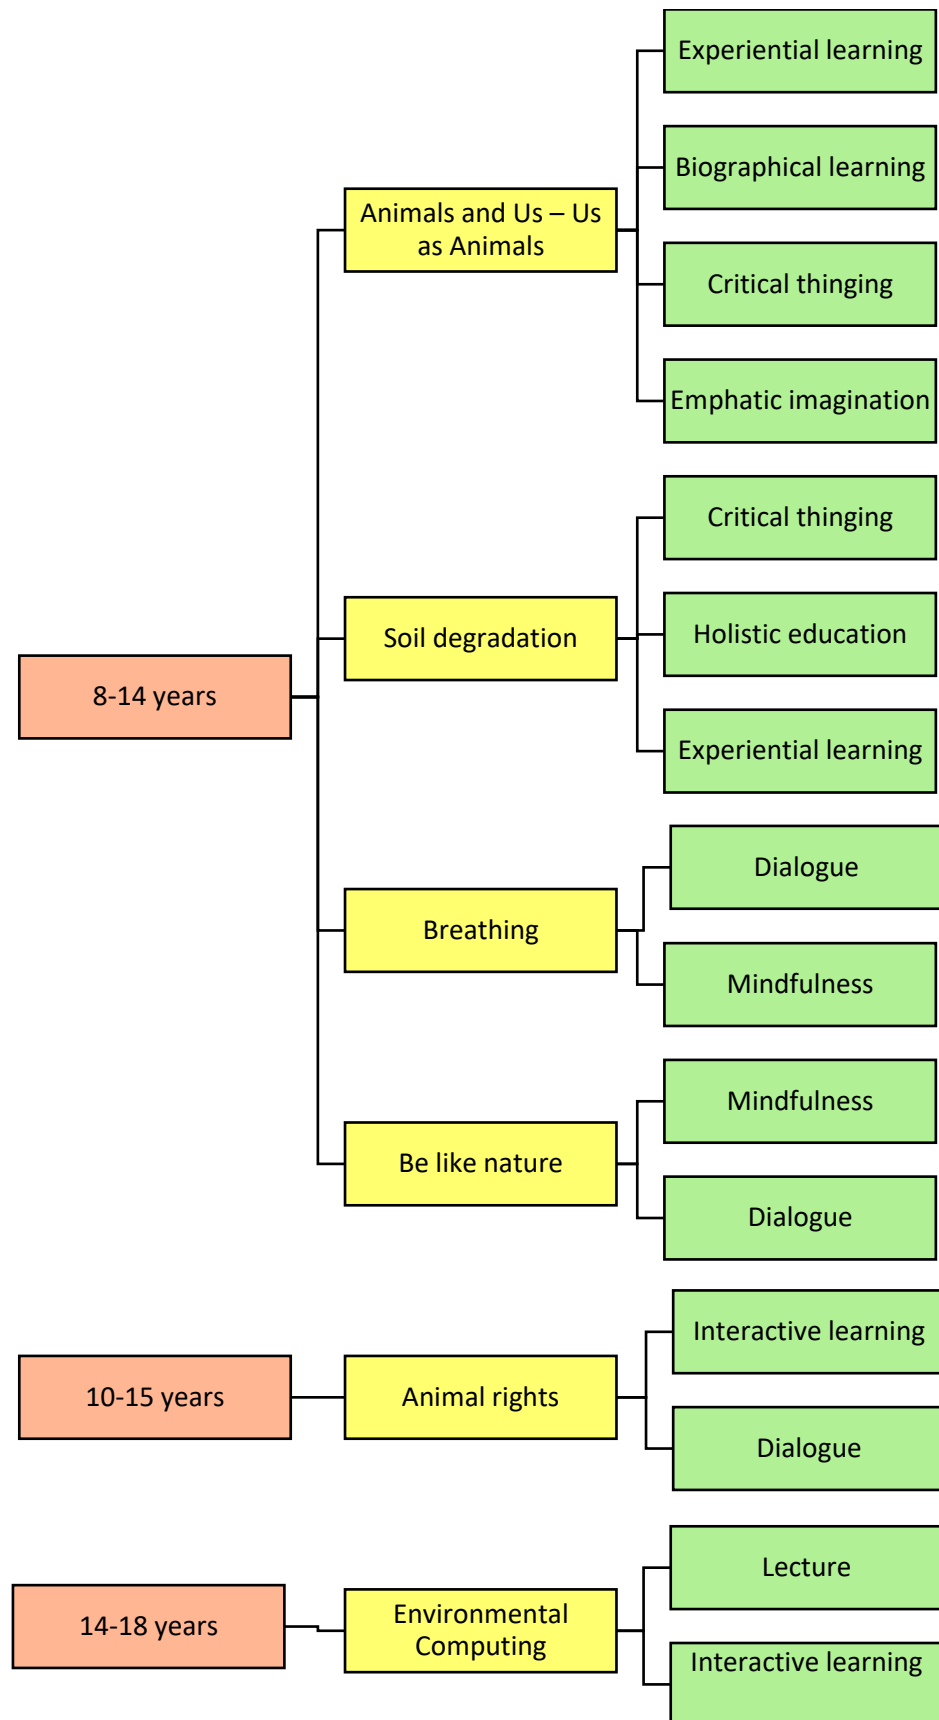 8-14 years
Animals and Us – Us
as Animals
Experiential learning
Biographical learning
Critical thinging
Emphatic imagination
Soil degradation
Critical thinging
Holistic education
Experiential learning
Breathing
Dialogue
Mindfulness
Be like nature
Mindfulness
Dialogue
10-15 years
Animal rights
Interactive learning
Dialogue
14-18 years
Environmental
Computing
Lecture
Interactive learning